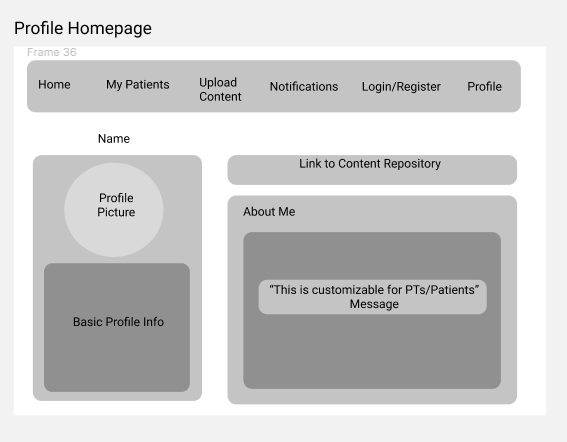 Profile Homepage
Frame 36
Home
My Patients
Upload
Content
Notifications
Login/Register
Profile
Name
Profile
Picture
Basic Profile Info
Link to Content Repository
About Me
“This is customizable for PTs/Patients”
Message